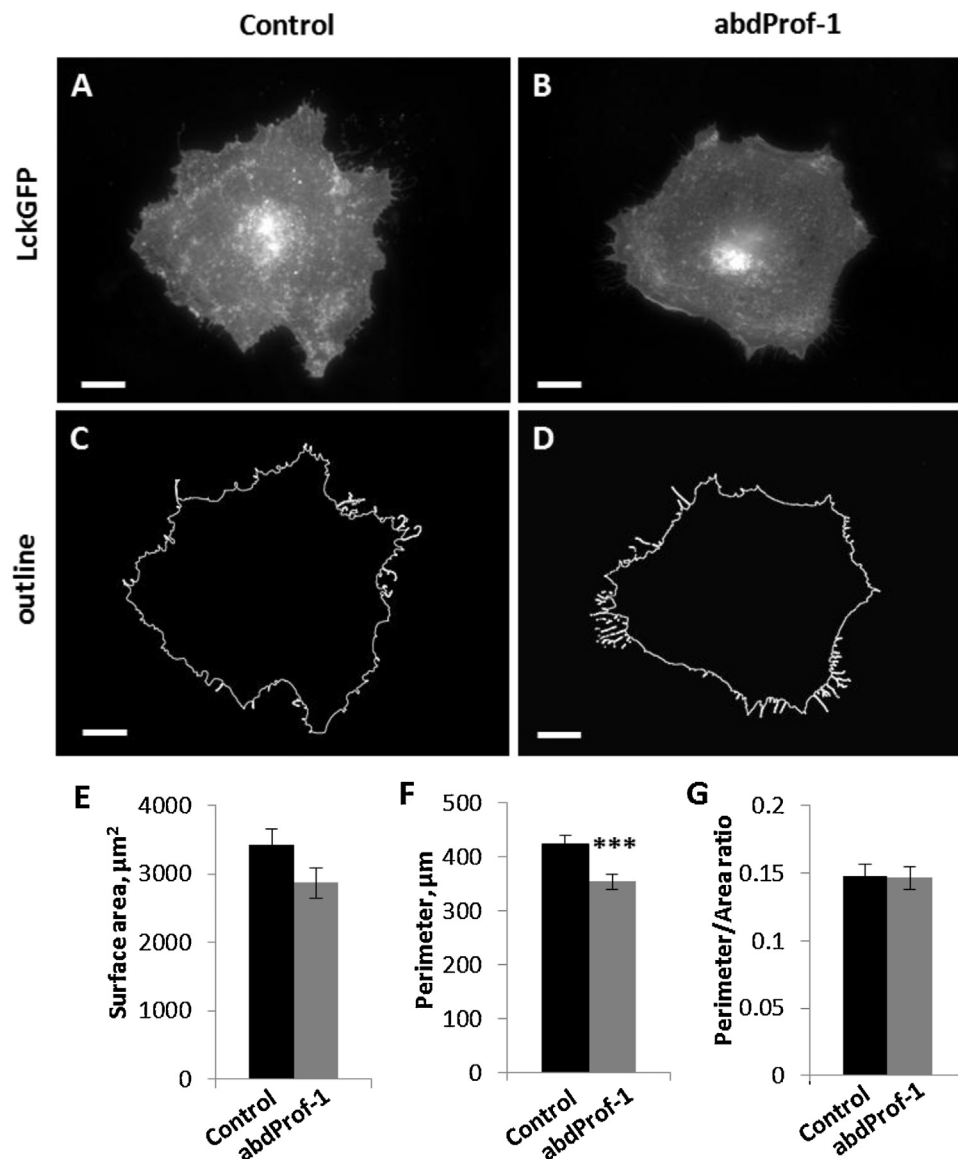 Control
abdProf-1
LckGFP
A
B
outline
C
D
E
Surface area, µm²
4000
3000
2000
1000
0
Control
abdProf-1
F
Perimeter, µm
500
400
300
200
100
0
***
Control
abdProf-1
G
Perimeter/Area ratio
0.2
0.15
0.1
0.05
0
Control
abdProf-1